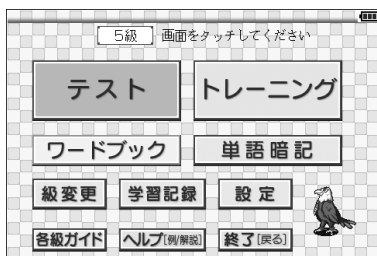 5級 画面をタッチしてください
テスト トレーニング
ワードブック 単語暗記
級変更 学習記録 設定
各級ガイド ヘルプ[例/解説] 終了[戻る]